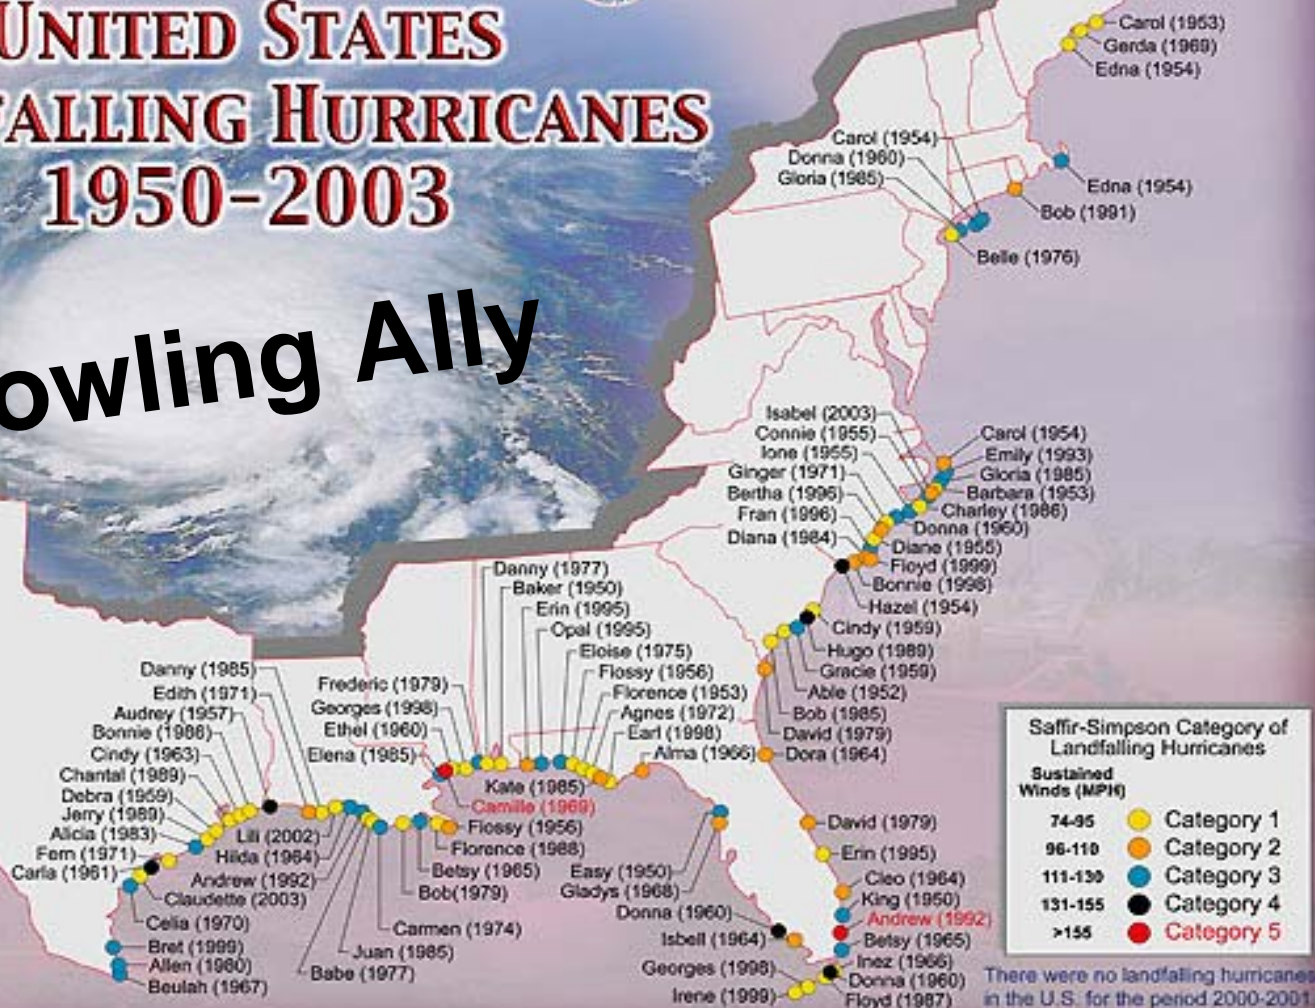 UNITED STATES
FALLING HURRICANES
1950-2003
owling Ally
Carol (1953)
Gerda (1969)
Edna (1954)
Carol (1954)
Donna (1960)
Gloria (1985)
Edna (1954)
Bob (1991)
Belle (1976)
Isabel (2003)
Connie (1955)
Ione (1955)
Ginger (1971)
Bertha (1996)
Fran (1996)
Diana (1984)
Carol (1954)
Emily (1993)
Gloria (1985)
Barbara (1953)
Charley (1986)
Donna (1960)
Diane (1955)
Floyd (1999)
Bonnie (1998)
Hazel (1954)
Cindy (1959)
Hugo (1989)
Gracie (1959)
Able (1952)
Bob (1985)
David (1979)
Dora (1964)
Danny (1977)
Baker (1950)
Erin (1995)
Opal (1995)
Eloise (1975)
Flossy (1956)
Florence (1953)
Agnes (1972)
Earl (1998)
Alma (1966)
Frederic (1979)
Georges (1998)
Ethel (1960)
Elena (1985)
Kate (1985)
Camille (1969)
Flossy (1956)
Florence (1988)
Betsy (1965)
Bob(1979)
Carmen (1974)
Juan (1985)
Babe (1977)
Danny (1985)
Edith (1971)
Audrey (1957)
Bonnie (1986)
Cindy (1963)
Chantal (1989)
Debra (1959)
Jerry (1989)
Alicia (1983)
Fern (1971)
Carla (1961)
Lili (2002)
Hilda (1964)
Andrew (1992)
Claudette (2003)
Celia (1970)
Bret (1999)
Allen (1980)
Beulah (1967)
Easy (1950)
Gladys (1968)
Donna (1960)
Isbell (1964)
Georges (1998)
Irene (1999)
David (1979)
Erin (1995)
Cleo (1964)
King (1950)
Andrew (1992)
Betsy (1965)
Inez (1966)
Donna (1960)
Floyd (1987)
Saffir-Simpson Category of
Landfalling Hurricanes
Sustained
Winds (MPH)
74-95 Category 1
96-110 Category 2
111-130 Category 3
131-155 Category 4
>155 Category 5
There were no landfalling hurricanes
in the U.S. for the period 2000-2001